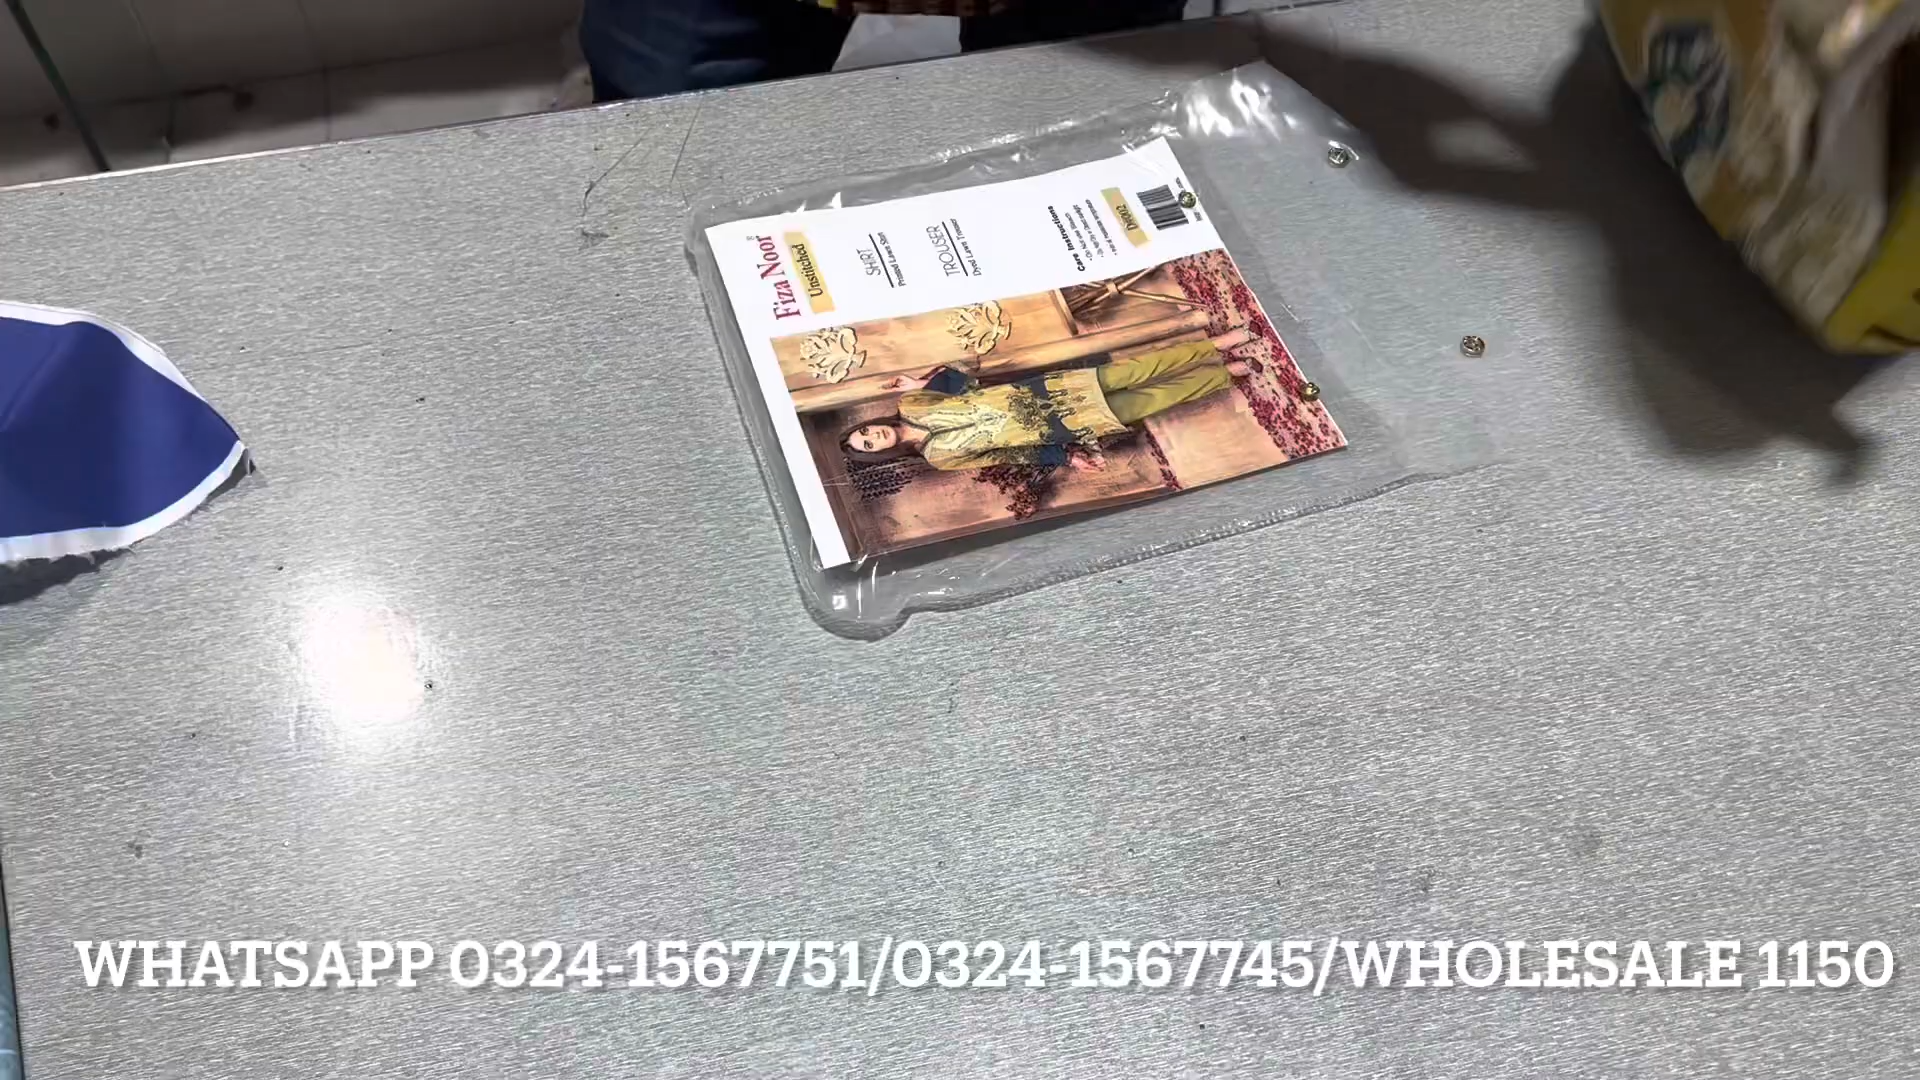 Fiza Noor
Unstitched
SHIRT
Printed Lawn Shirt
TROUSER
Dyed Lawn Trouser
Care Instructions
WHATSAPP 0324-1567751/0324-1567745/WHOLESALE 1150